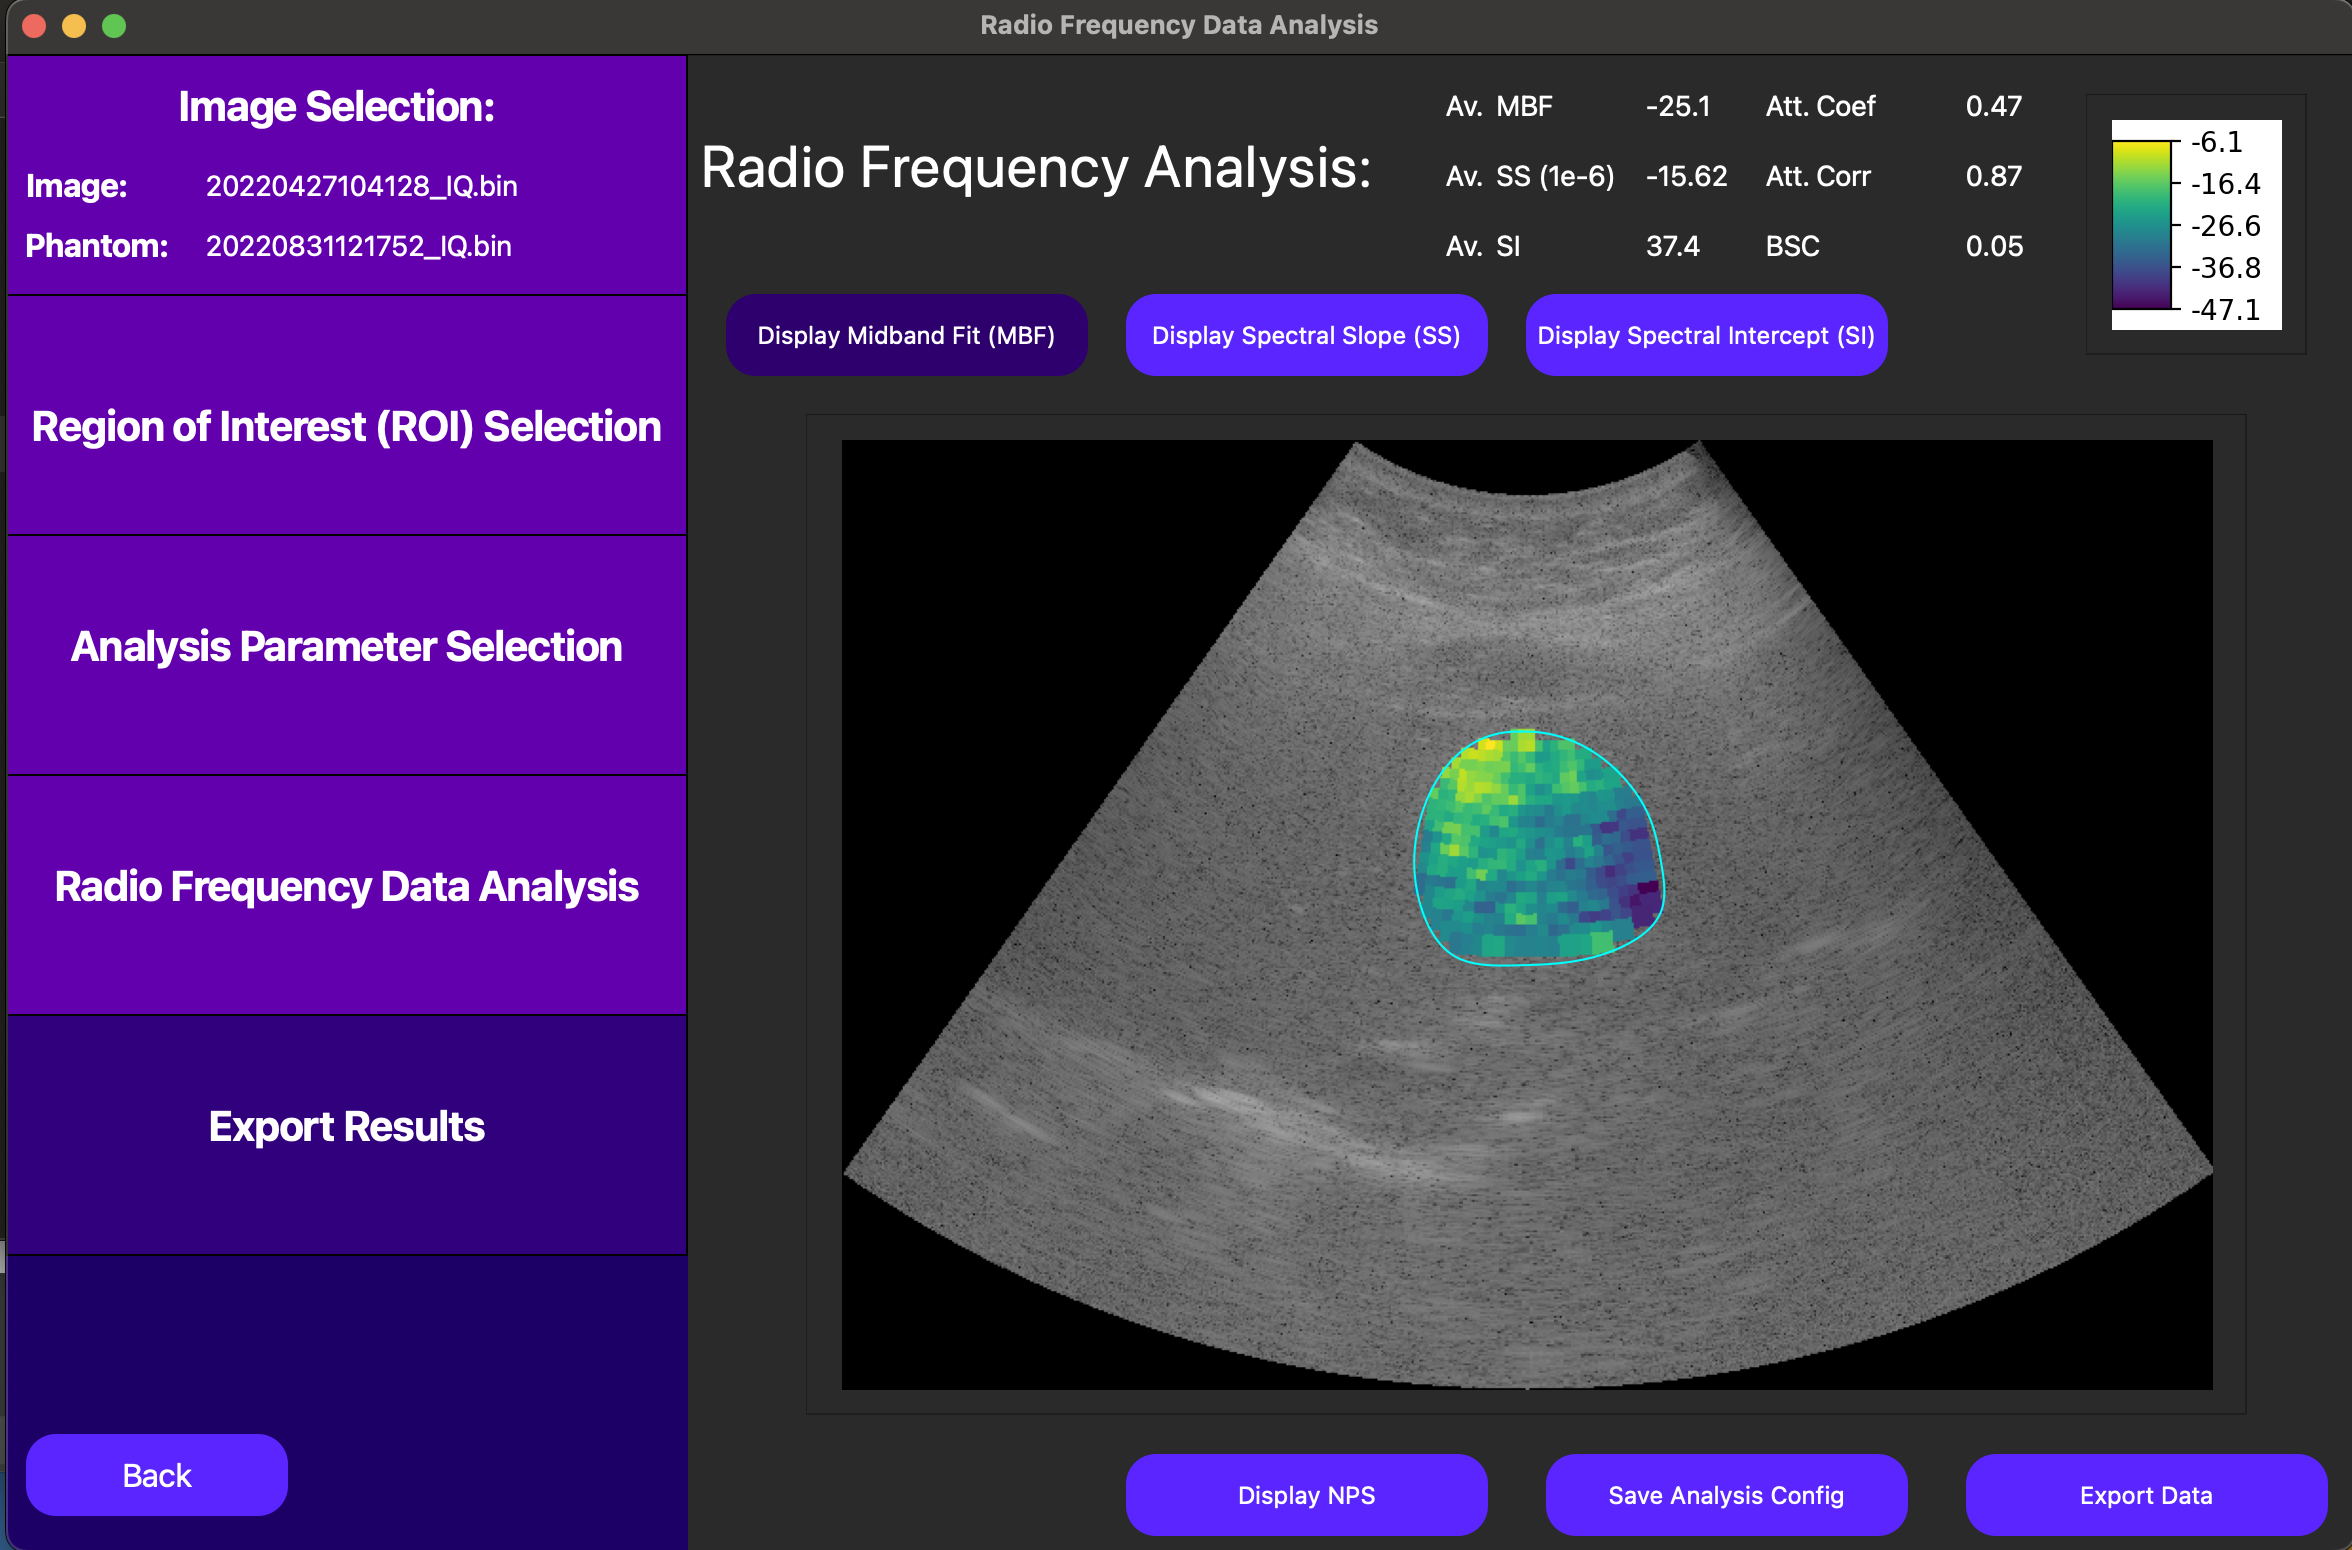 Radio Frequency Data Analysis
Image Selection:
Image: 20220427104128_IQ.bin
Phantom: 20220831121752_IQ.bin
Region of Interest (ROI) Selection
Analysis Parameter Selection
Radio Frequency Data Analysis
Export Results
Back
Radio Frequency Analysis:
Av. MBF -25.1 Att. Coef 0.47
Av. SS (1e-6) -15.62 Att. Corr 0.87
Av. SI 37.4 BSC 0.05
-6.1
-16.4
-26.6
-36.8
-47.1
Display Midband Fit (MBF)
Display Spectral Slope (SS)
Display Spectral Intercept (SI)
Display NPS
Save Analysis Config
Export Data